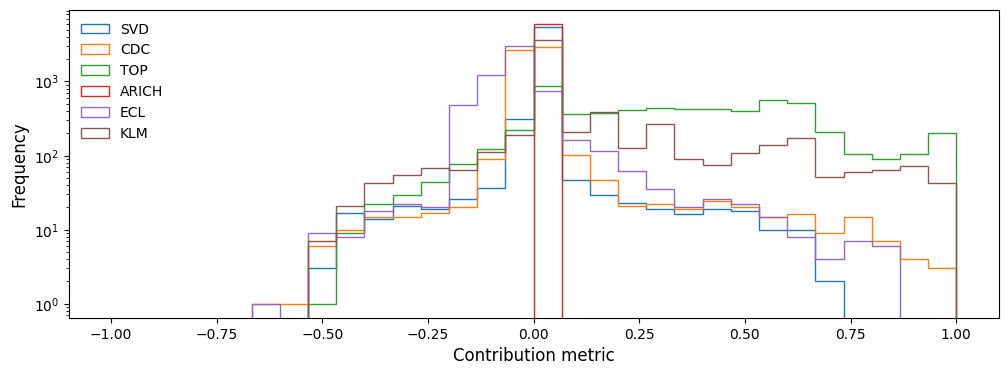 SVD
CDC
TOP
ARICH
ECL
KLM
Frequency
10³
10²
10¹
10⁰
−1.00 −0.75 −0.50 −0.25 0.00 0.25 0.50 0.75 1.00
Contribution metric